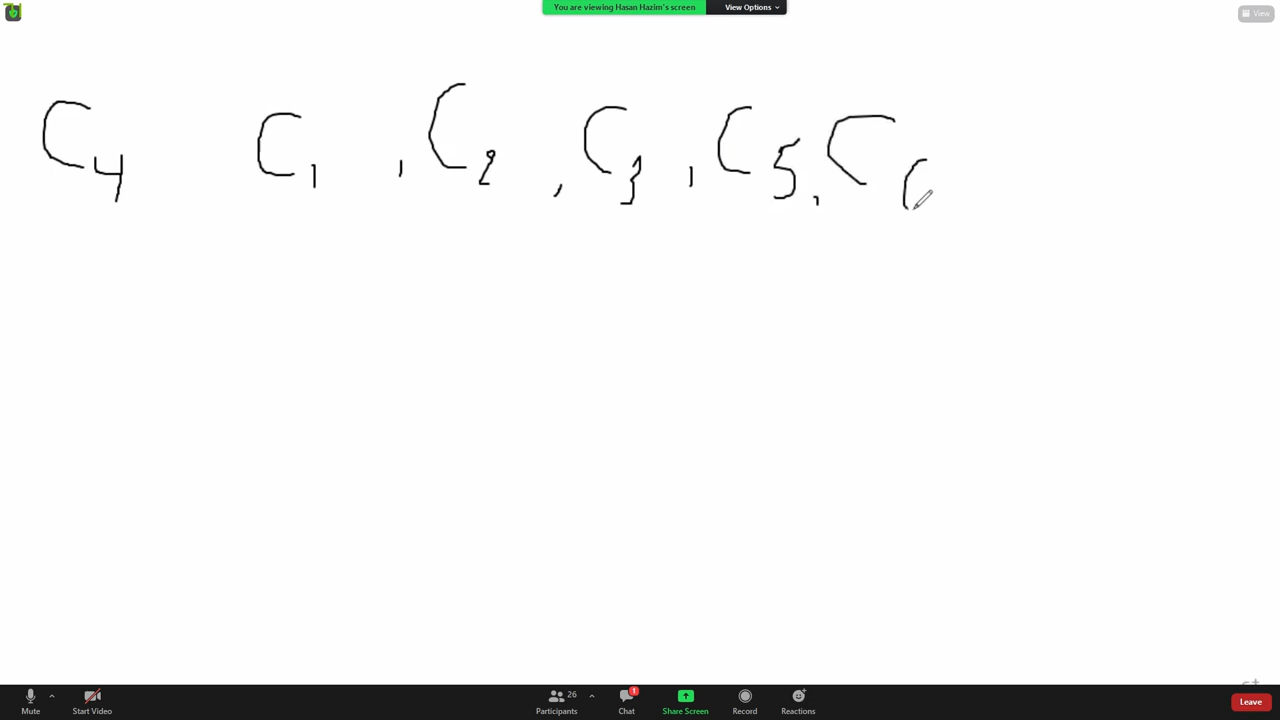 You are viewing Hasan Hazim's screen View Options
View
C4 C1 , C2 , C3 , C5 , C6
Mute Start Video 26 Participants 1 Chat Share Screen Record Reactions Leave